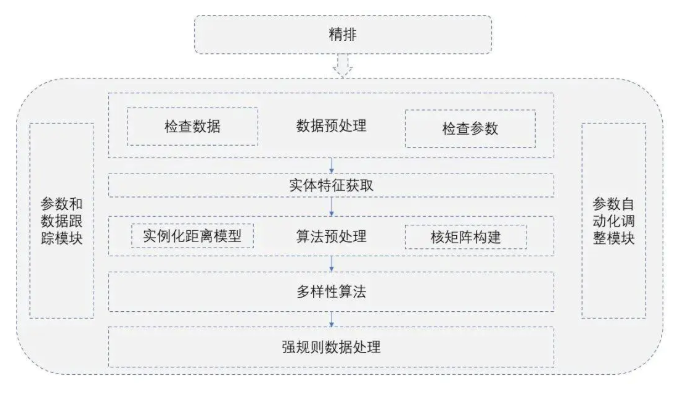 精排
检查数据
数据预处理
检查参数
实体特征获取
实例化距离模型
算法预处理
核矩阵构建
多样性算法
强规则数据处理
参数和
数据跟
踪模块
参数自
动化调
整模块